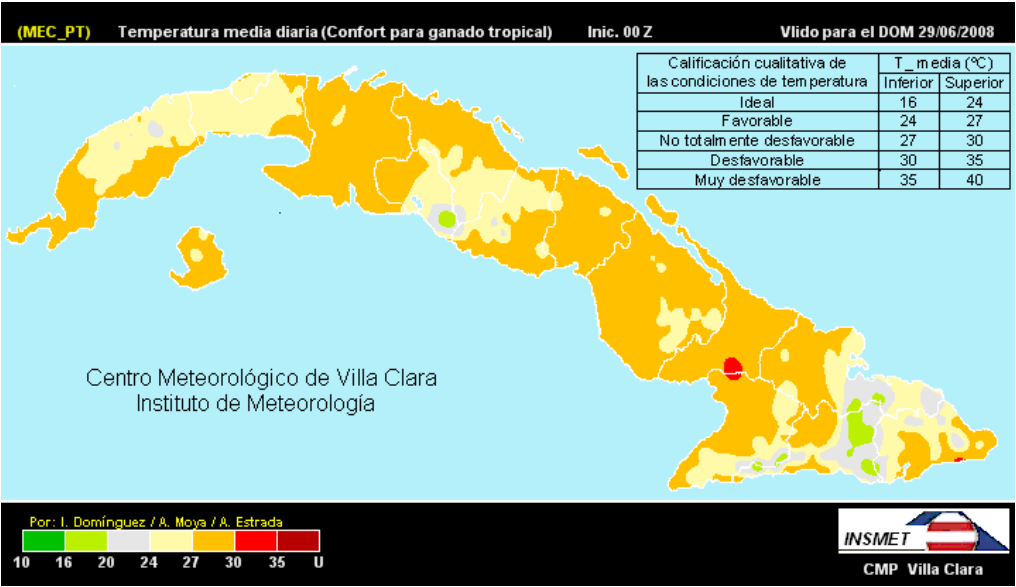 (MEC_PT) Temperatura media diaria (Confort para ganado tropical) Inic. 00 Z Vlido para el DOM 29/06/2008
Calificación cualitativa de las condiciones de temperatura T_media (ºC)
Inferior Superior
Ideal 16 24
Favorable 24 27
No totalmente desfavorable 27 30
Desfavorable 30 35
Muy desfavorable 35 40
Centro Meteorológico de Villa Clara
Instituto de Meteorología
Por: I. Domínguez / A. Moya / A. Estrada
10 16 20 24 27 30 35 U
INSMET
CMP Villa Clara